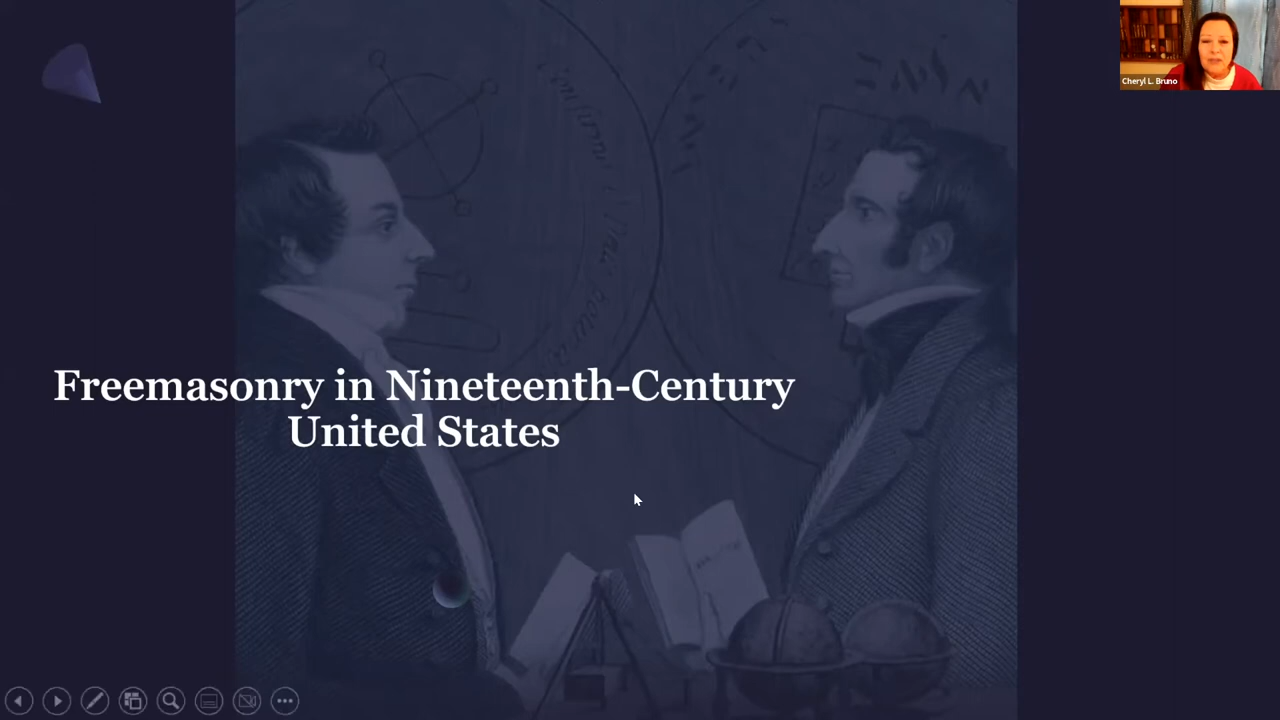 Cheryl L. Bruno
Freemasonry in Nineteenth-Century
United States